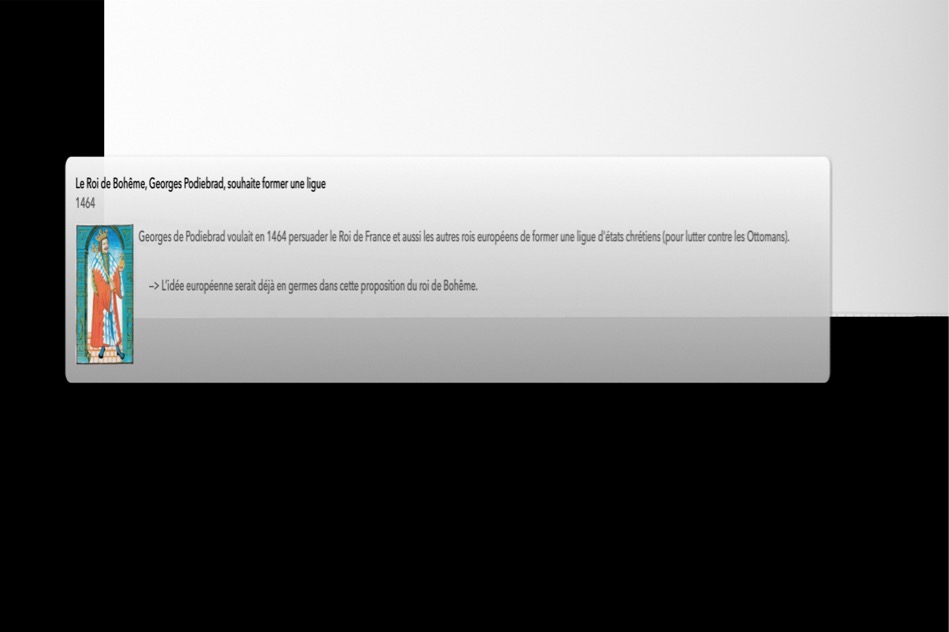 Le Roi de Bohême, Georges Podiebrad, souhaite former une ligue
1464
Georges de Podiebrad voulait en 1464 persuader le Roi de France et aussi les autres rois européens de former une ligue d'états chrétiens (pour lutter contre les Ottomans).
–> L'idée européenne serait déjà en germes dans cette proposition du roi de Bohême.